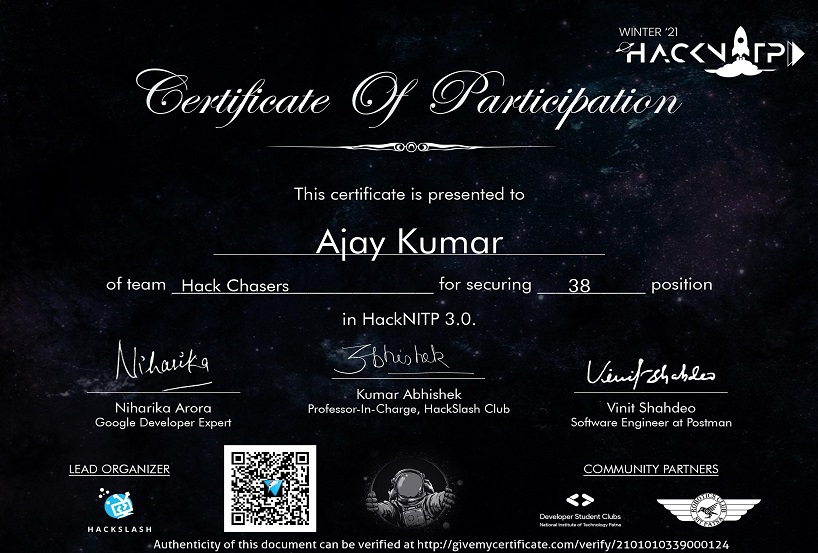 WINTER '21
HACKNITP
Certificate Of Participation
This certificate is presented to
Ajay Kumar
of team Hack Chasers for securing 38 position
in HackNITP 3.0.
Niharika Abhishek Vinit Shahdeo
Niharika Arora Kumar Abhishek Vinit Shahdeo
Google Developer Expert Professor-In-Charge, HackSlash Club Software Engineer at Postman
LEAD ORGANIZER COMMUNITY PARTNERS
HACKSLASH
Developer Student Clubs
National Institute of Technology Patna
ROBOTICS CLUB
Authenticity of this document can be verified at http://givemycertificate.com/verify/2101010339000124